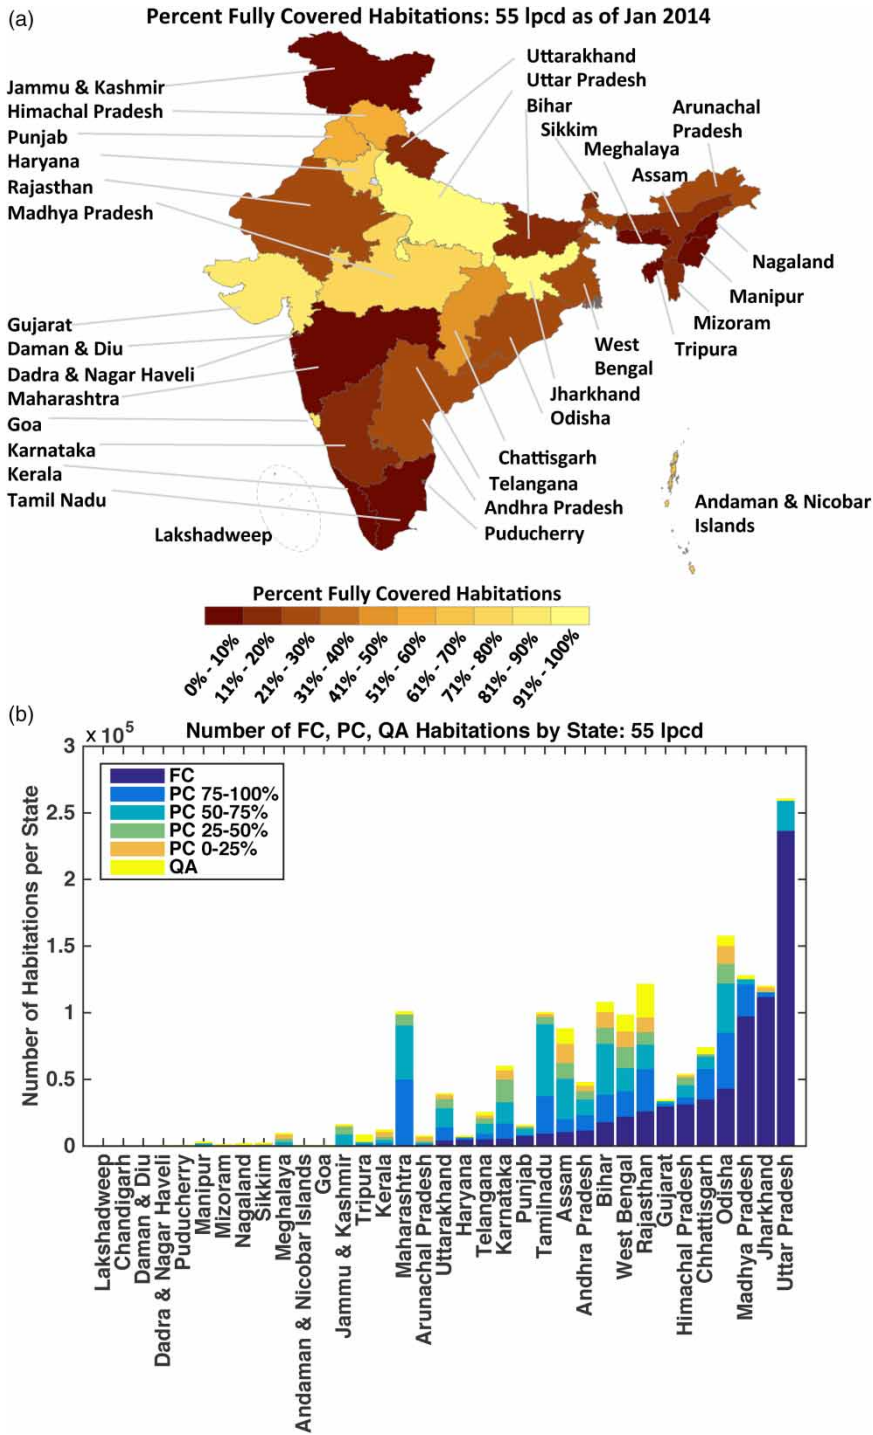 (a)
Percent Fully Covered Habitations: 55 lpcd as of Jan 2014
Jammu & Kashmir
Himachal Pradesh
Punjab
Haryana
Rajasthan
Madhya Pradesh
Gujarat
Daman & Diu
Dadra & Nagar Haveli
Maharashtra
Goa
Karnataka
Kerala
Tamil Nadu
Lakshadweep
Uttarakhand
Uttar Pradesh
Bihar
Sikkim
Meghalaya
Assam
Arunachal
Pradesh
Nagaland
Manipur
Mizoram
Tripura
West
Bengal
Jharkhand
Odisha
Chattisgarh
Telangana
Andhra Pradesh
Puducherry
Andaman & Nicobar
Islands
Percent Fully Covered Habitations
0% - 10%
11% - 20%
21% - 30%
31% - 40%
41% - 50%
51% - 60%
61% - 70%
71% - 80%
81% - 90%
91% - 100%
(b)
Number of FC, PC, QA Habitations by State: 55 lpcd
x 10^5
3
2.5
2
1.5
1
0.5
0
Number of Habitations per State
FC
PC 75-100%
PC 50-75%
PC 25-50%
PC 0-25%
QA
Lakshadweep
Chandigarh
Daman & Diu
Dadra & Nagar Haveli
Puducherry
Manipur
Mizoram
Nagaland
Sikkim
Meghalaya
Andaman & Nicobar Islands
Goa
Jammu & Kashmir
Tripura
Kerala
Maharashtra
Arunachal Pradesh
Uttarakhand
Haryana
Telangana
Karnataka
Punjab
Tamilnadu
Assam
Andhra Pradesh
Bihar
West Bengal
Rajasthan
Gujarat
Himachal Pradesh
Chhattisgarh
Odisha
Madhya Pradesh
Jharkhand
Uttar Pradesh